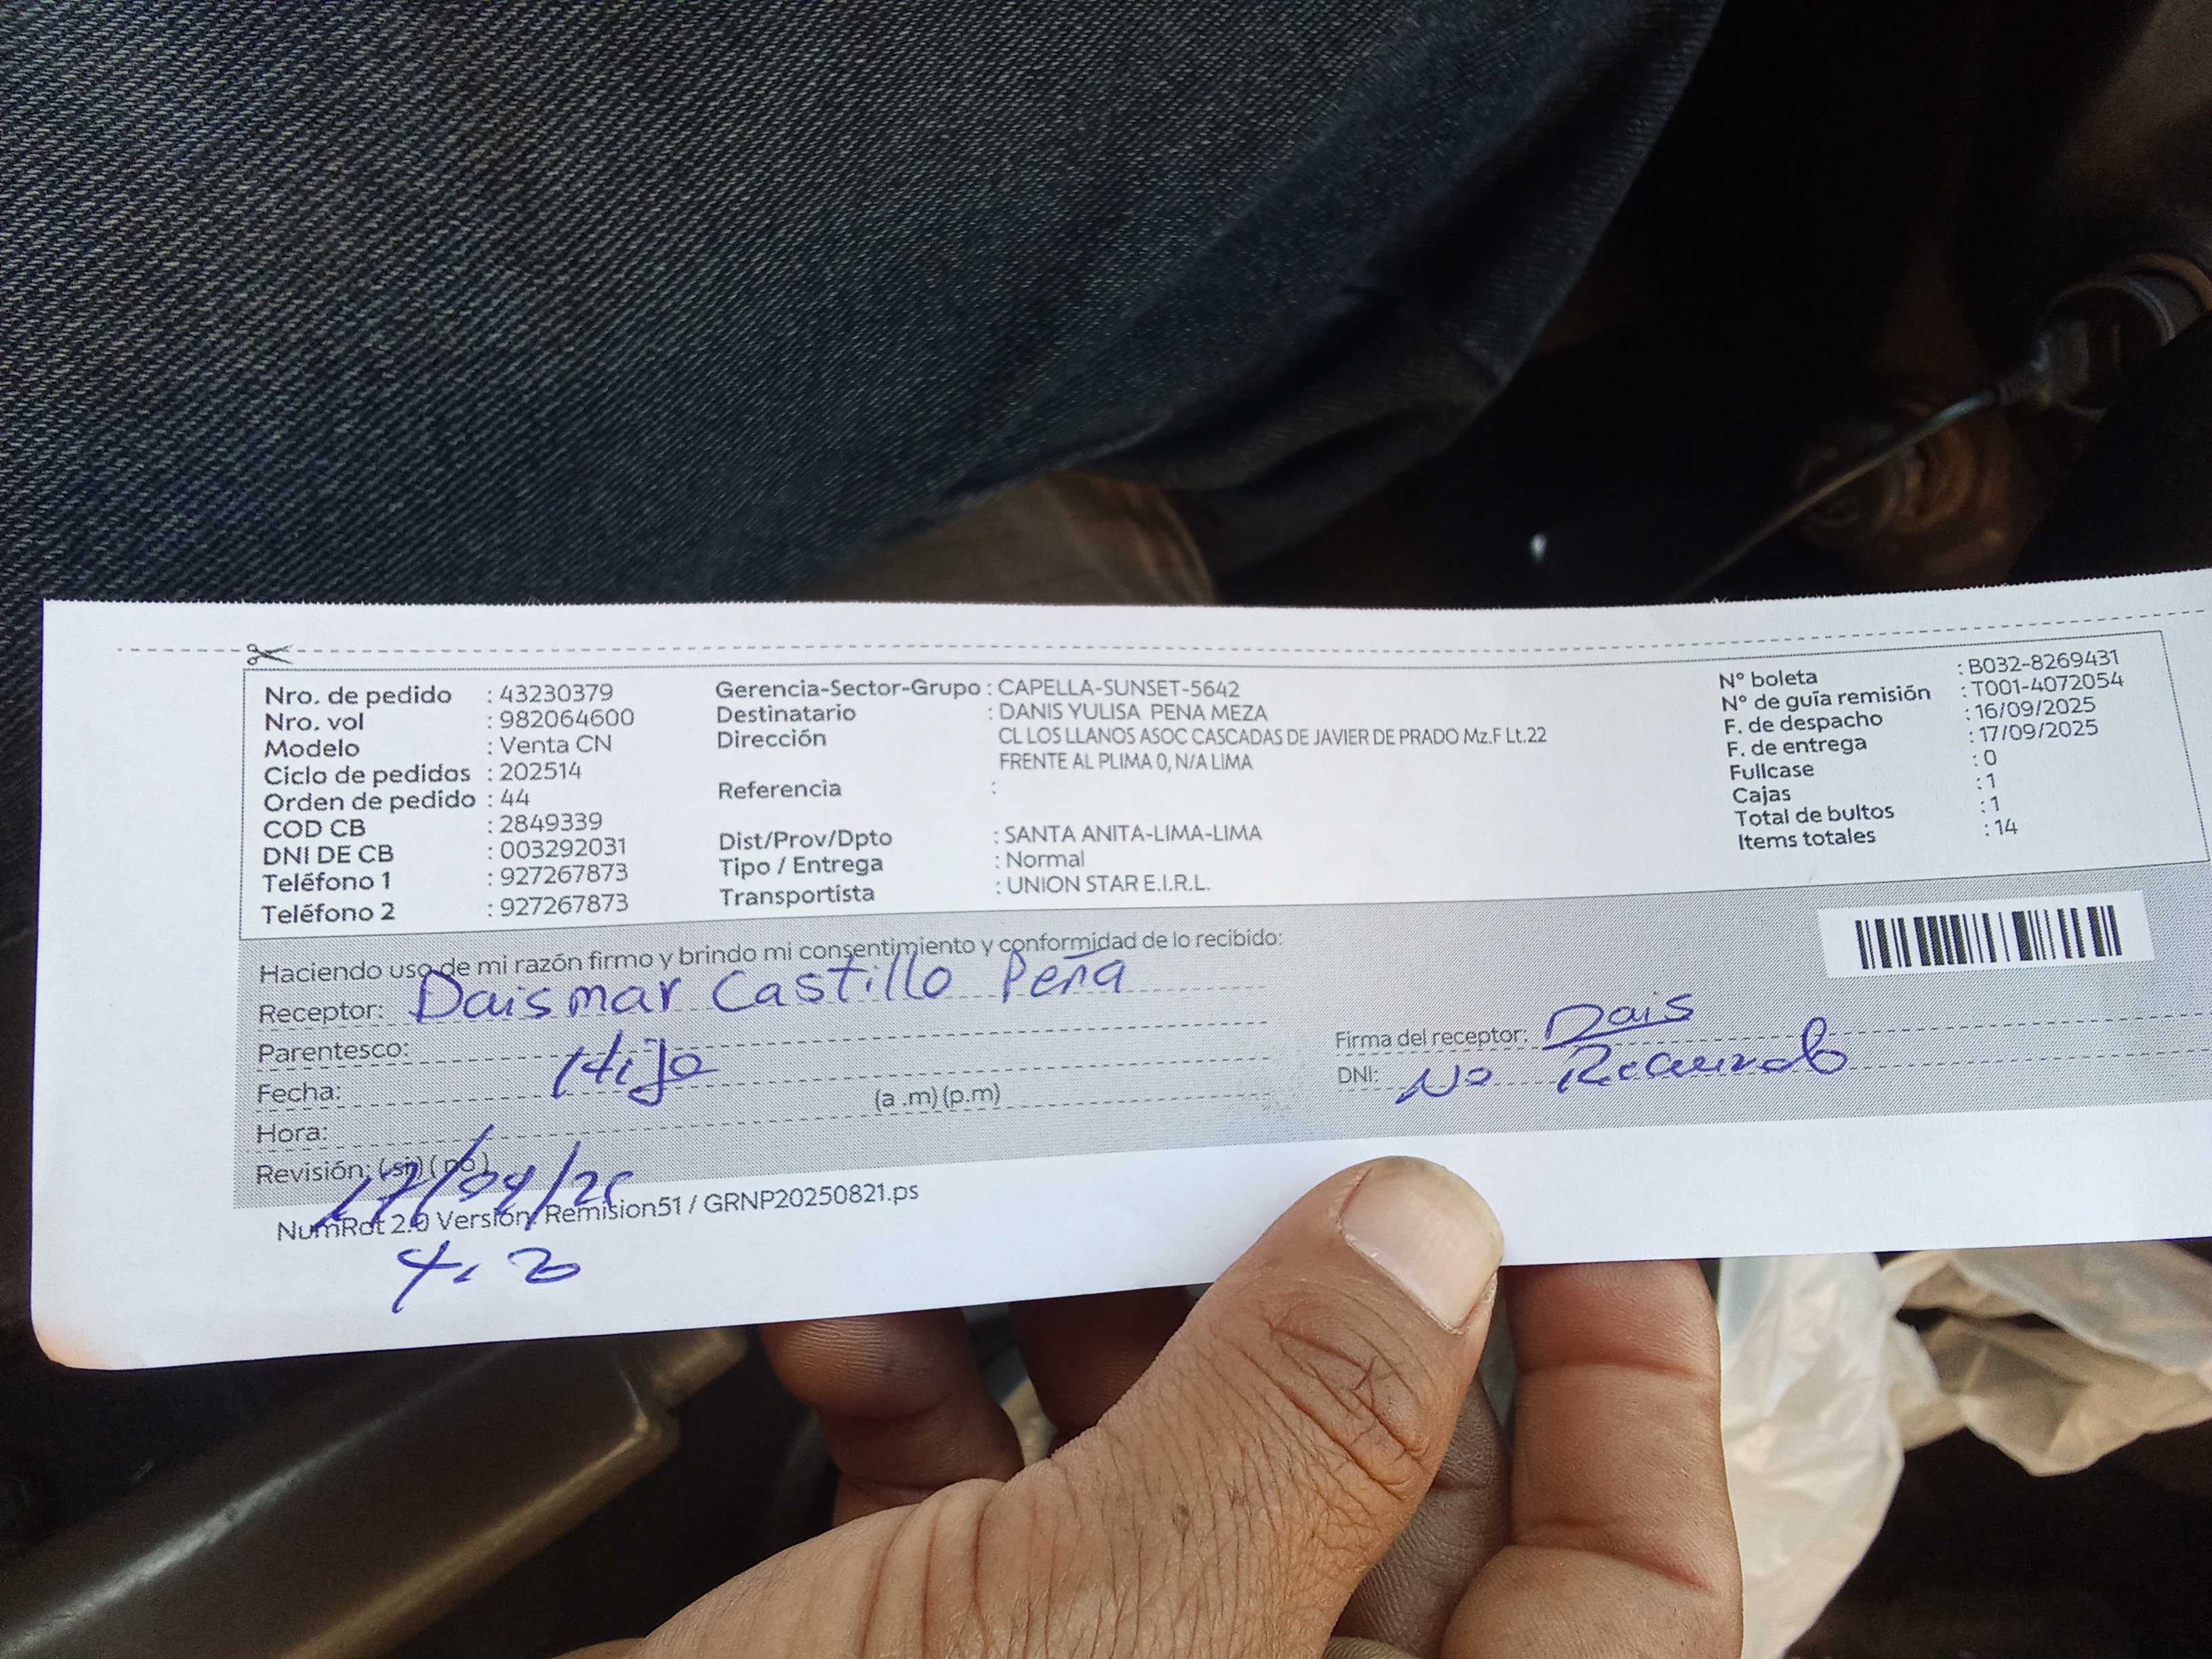 Nro. de pedido : 43230379
Nro. vol : 982064600
Modelo : Venta CN
Ciclo de pedidos : 202514
Orden de pedido : 44
COD CB : 2849339
DNI DE CB : 003292031
Teléfono 1 : 927267873
Teléfono 2 : 927267873
Gerencia-Sector-Grupo : CAPELLA-SUNSET-5642
Destinatario : DANIS YULISA PENA MEZA
Dirección CL LOS LLANOS ASOC CASCADAS DE JAVIER DE PRADO Mz.F Lt.22
FRENTE AL PLIMA 0, N/A LIMA
Referencia :
Dist/Prov/Dpto : SANTA ANITA-LIMA-LIMA
Tipo / Entrega : Normal
Transportista : UNION STAR E.I.R.L.
N° boleta : B032-8269431
N° de guía remisión : T001-4072054
F. de despacho : 16/09/2025
F. de entrega : 17/09/2025
Fullcase : 0
Cajas : 1
Total de bultos : 1
Items totales : 14
Haciendo uso de mi razón firmo y brindo mi consentimiento y conformidad de lo recibido:
Receptor: Daismar Castillo Peña
Parentesco: Hijo
Fecha:
Hora: (a .m) (p.m)
Revisión: (si) (no)
Firma del receptor: Dais
DNI: No Recuerda
17/09/25
NumRot 2.0 Versión: Remision51 / GRNP20250821.ps